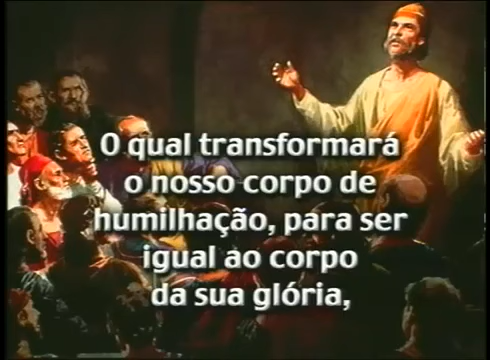 O qual transformará
o nosso corpo de
humilhação, para ser
igual ao corpo
da sua glória,